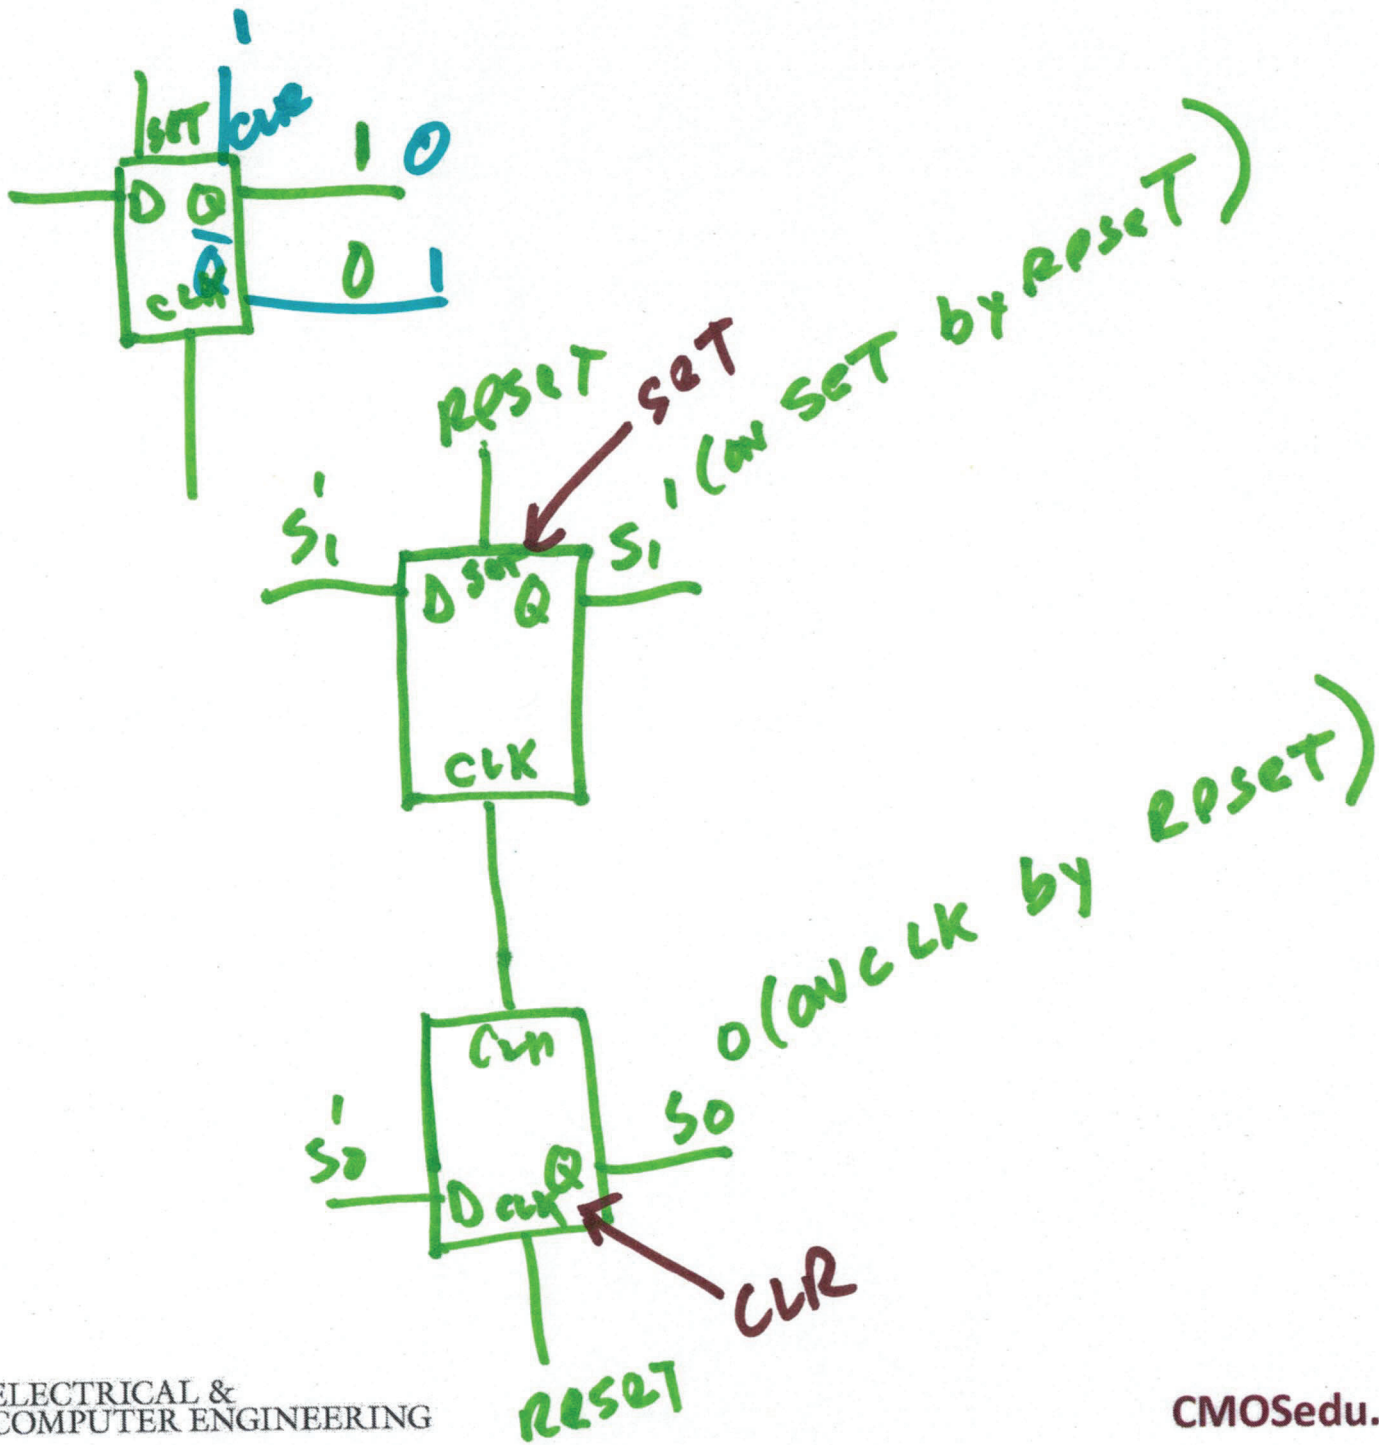 1
SET CLR
1 0
D Q
Q
0 1
CLK
RESET
SET
1 (ON SET by RESET)
S1'
S1
D SET Q
CLK
CLK
0 (ON CLK by RESET)
S0'
S0
D CLR Q
CLR
RESET
ELECTRICAL &
COMPUTER ENGINEERING
CMOSedu.